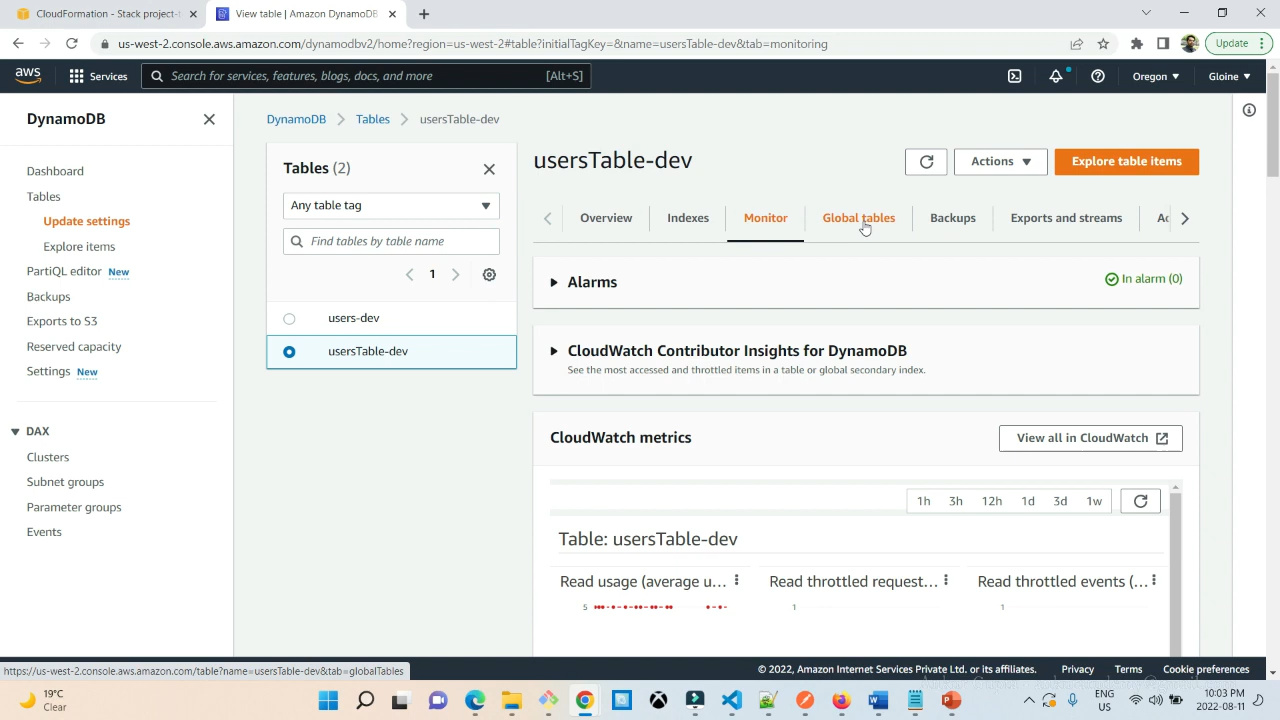 CloudFormation - Stack project-t
View table | Amazon DynamoDB
us-west-2.console.aws.amazon.com/dynamodbv2/home?region=us-west-2#table?initialTagKey=&name=usersTable-dev&tab=monitoring
Update
aws
Services
Search for services, features, blogs, docs, and more
[Alt+S]
Oregon
Gloine
DynamoDB
Dashboard
Tables
Update settings
Explore items
PartiQL editor New
Backups
Exports to S3
Reserved capacity
Settings New
DAX
Clusters
Subnet groups
Parameter groups
Events
DynamoDB
Tables
usersTable-dev
Tables (2)
Any table tag
Find tables by table name
1
users-dev
usersTable-dev
usersTable-dev
Actions
Explore table items
Overview
Indexes
Monitor
Global tables
Backups
Exports and streams
Alarms
In alarm (0)
CloudWatch Contributor Insights for DynamoDB
See the most accessed and throttled items in a table or global secondary index.
CloudWatch metrics
View all in CloudWatch
1h 3h 12h 1d 3d 1w
Table: usersTable-dev
Read usage (average u...
Read throttled request...
Read throttled events (...
5
1
1
https://us-west-2.console.aws.amazon.com/table?name=usersTable-dev&tab=globalTables
© 2022, Amazon Internet Services Private Ltd. or its affiliates.
Privacy
Terms
Cookie preferences
19°C
Clear
ENG
US
10:03 PM
2022-08-11